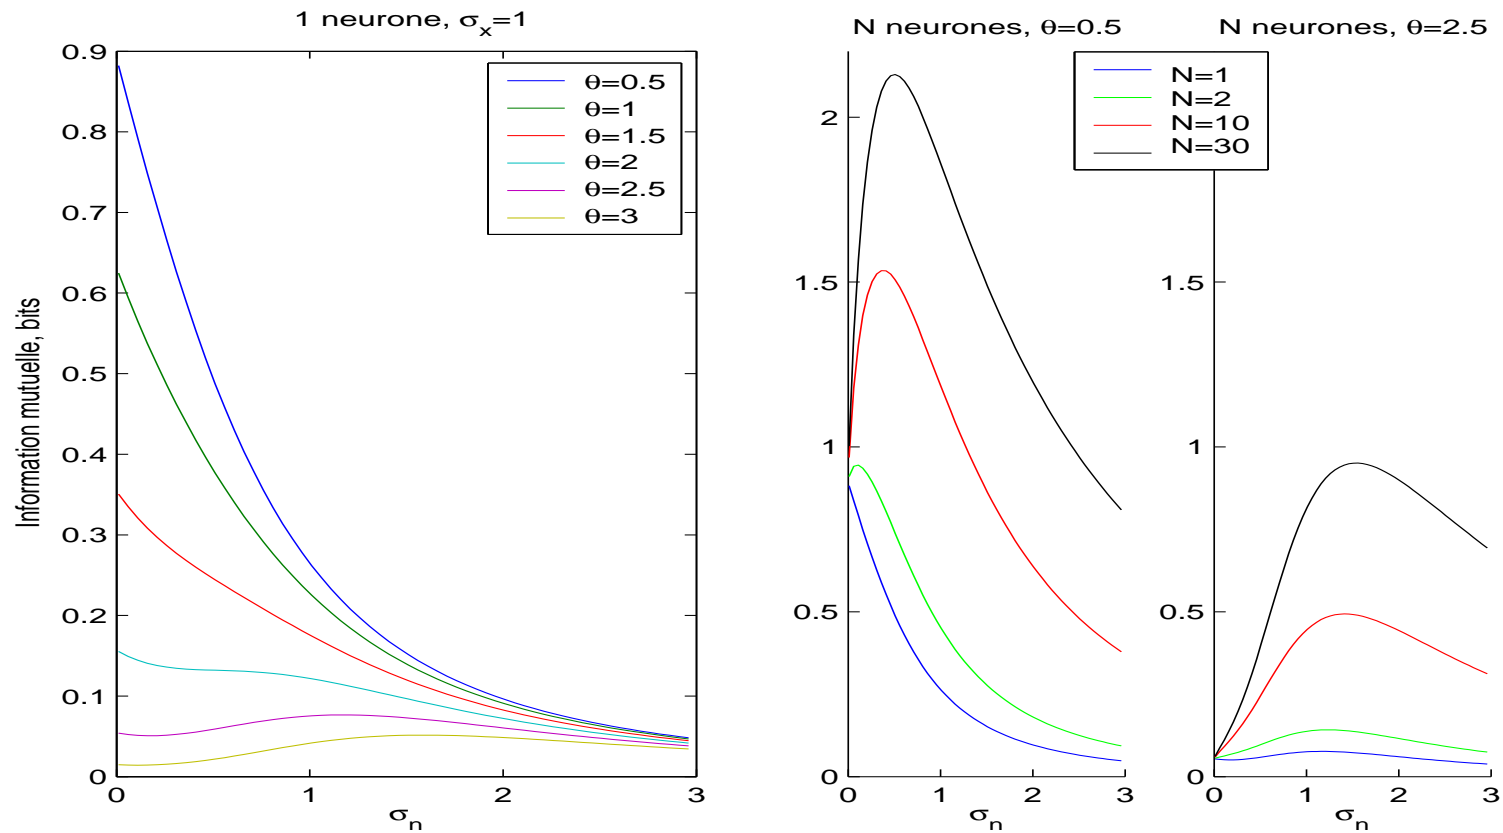 1 neurone, σx=1
Information mutuelle, bits
0.9
0.8
0.7
0.6
0.5
0.4
0.3
0.2
0.1
0
θ=0.5
θ=1
θ=1.5
θ=2
θ=2.5
θ=3
0 1 2 3
σn
N neurones, θ=0.5
2
1.5
1
0.5
0
0 1 2 3
σn
N=1
N=2
N=10
N=30
N neurones, θ=2.5
1.5
1
0.5
0
0 1 2 3
σn